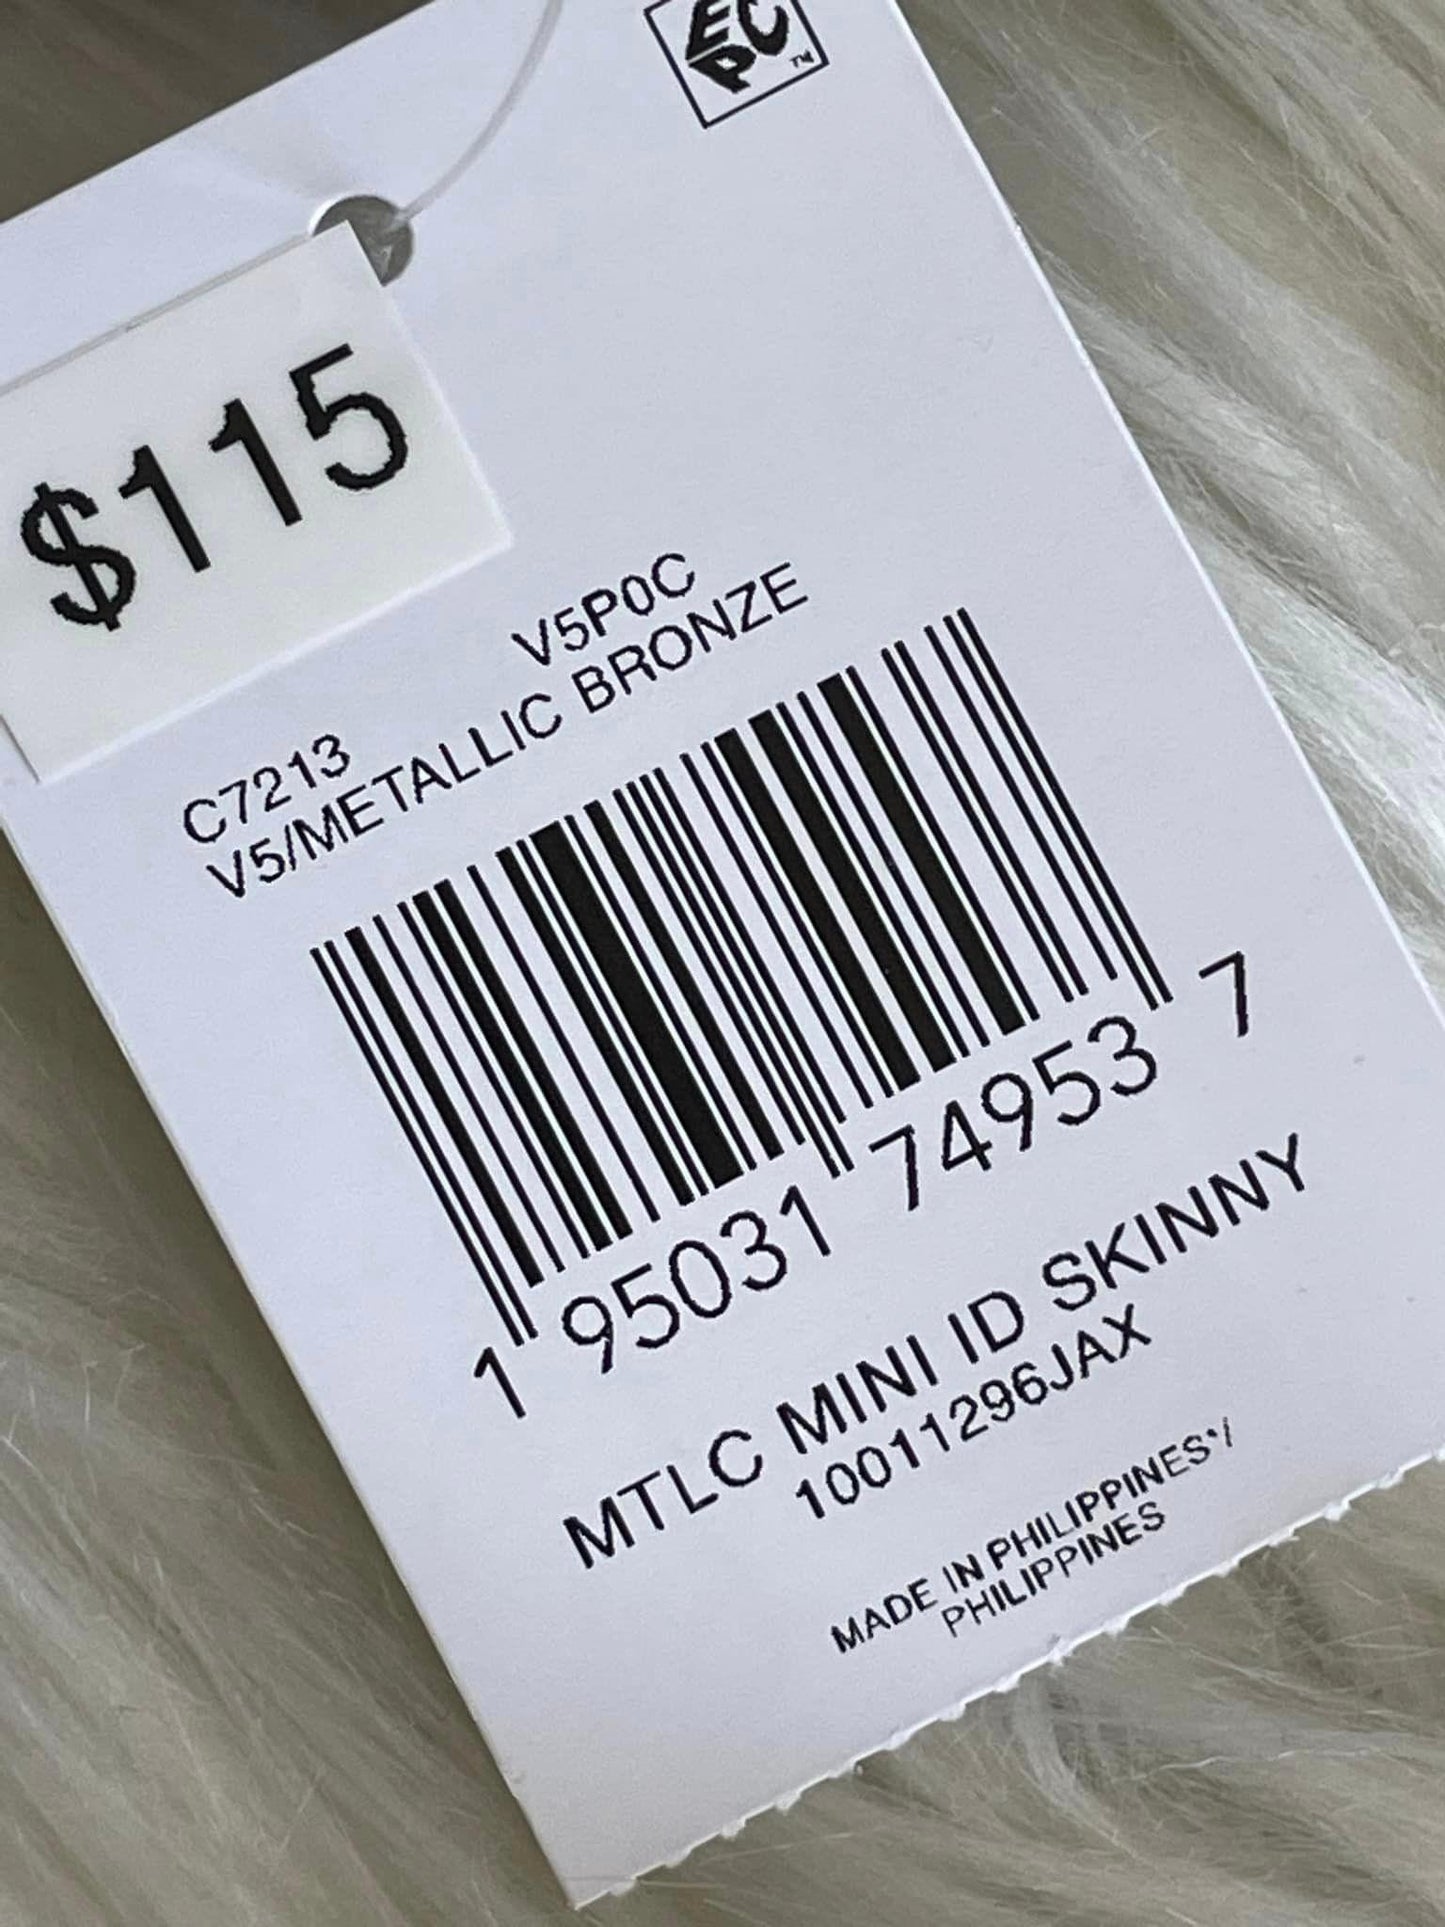 EPC
TM
$115
C7213 V5P0C
V5/METALLIC BRONZE
1 95031 74953 7
MTLC MINI ID SKINNY
10011296JAX
MADE IN PHILIPPINES*/
PHILIPPINES